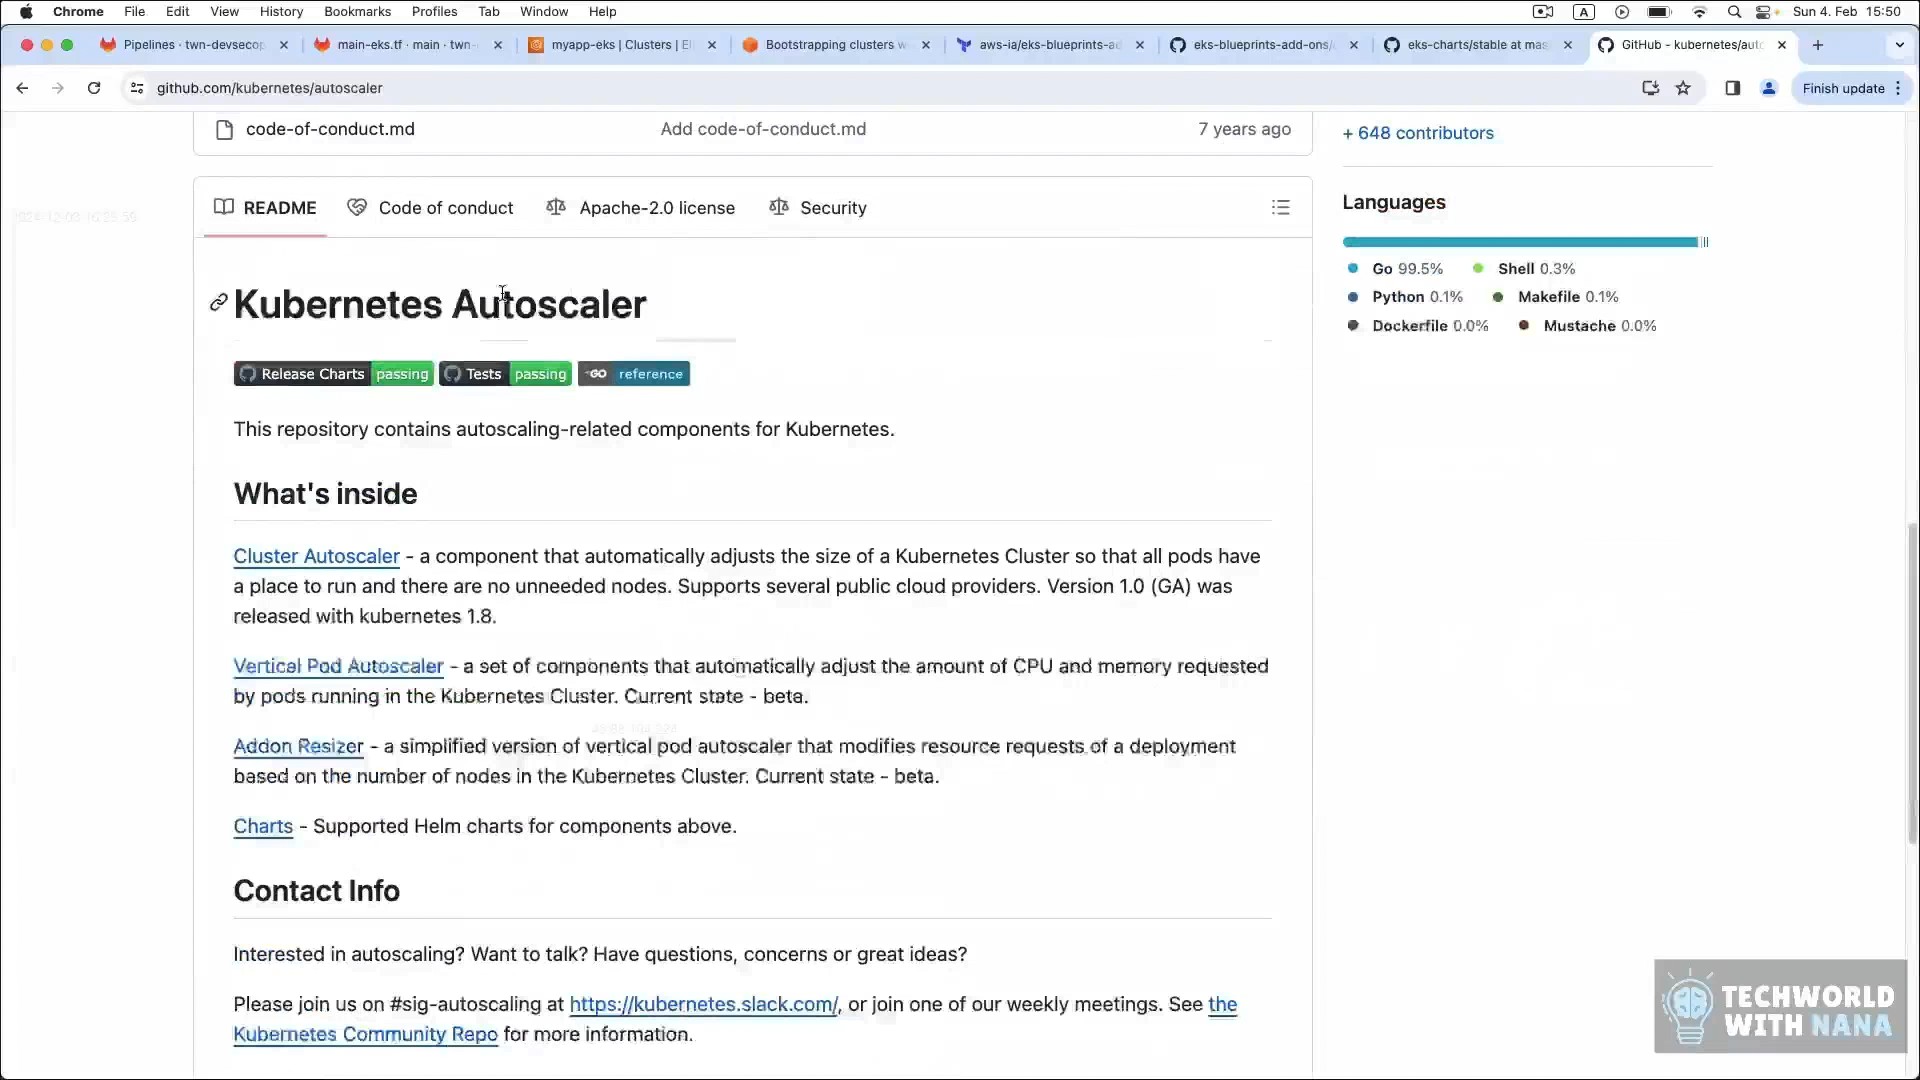 Chrome File Edit View History Bookmarks Profiles Tab Window Help A Sun 4. Feb 15:50
Pipelines · twn-devsecop main-eks.tf · main · twn- myapp-eks | Clusters | El Bootstrapping clusters w aws-ia/eks-blueprints-ad eks-blueprints-add-ons/ eks-charts/stable at mas GitHub - kubernetes/auto
github.com/kubernetes/autoscaler Finish update
code-of-conduct.md Add code-of-conduct.md 7 years ago
+ 648 contributors
README Code of conduct Apache-2.0 license Security
Languages
Go 99.5% Shell 0.3%
Python 0.1% Makefile 0.1%
Dockerfile 0.0% Mustache 0.0%
Kubernetes Autoscaler
Release Charts passing Tests passing GO reference
This repository contains autoscaling-related components for Kubernetes.
What's inside
Cluster Autoscaler - a component that automatically adjusts the size of a Kubernetes Cluster so that all pods have
a place to run and there are no unneeded nodes. Supports several public cloud providers. Version 1.0 (GA) was
released with kubernetes 1.8.
Vertical Pod Autoscaler - a set of components that automatically adjust the amount of CPU and memory requested
by pods running in the Kubernetes Cluster. Current state - beta.
Addon Resizer - a simplified version of vertical pod autoscaler that modifies resource requests of a deployment
based on the number of nodes in the Kubernetes Cluster. Current state - beta.
Charts - Supported Helm charts for components above.
Contact Info
Interested in autoscaling? Want to talk? Have questions, concerns or great ideas?
Please join us on #sig-autoscaling at https://kubernetes.slack.com/, or join one of our weekly meetings. See the
Kubernetes Community Repo for more information.
TECHWORLD
WITH NANA